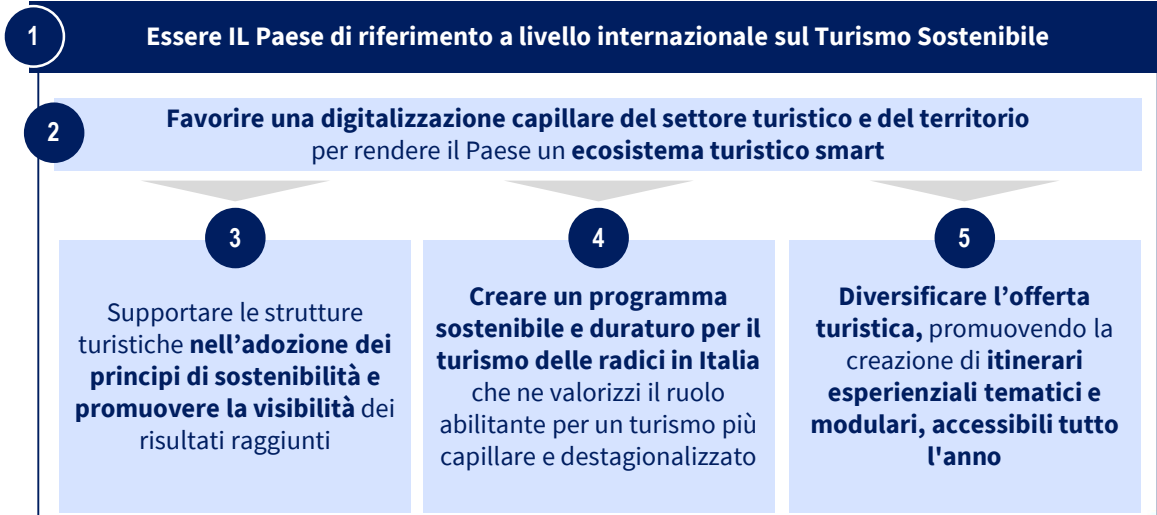 1
Essere IL Paese di riferimento a livello internazionale sul Turismo Sostenibile
2
Favorire una digitalizzazione capillare del settore turistico e del territorio
per rendere il Paese un ecosistema turistico smart
3
Supportare le strutture
turistiche nell’adozione dei
principi di sostenibilità e
promuovere la visibilità dei
risultati raggiunti
4
Creare un programma
sostenibile e duraturo per il
turismo delle radici in Italia
che ne valorizzi il ruolo
abilitante per un turismo più
capillare e destagionalizzato
5
Diversificare l’offerta
turistica, promuovendo la
creazione di itinerari
esperienziali tematici e
modulari, accessibili tutto
l'anno